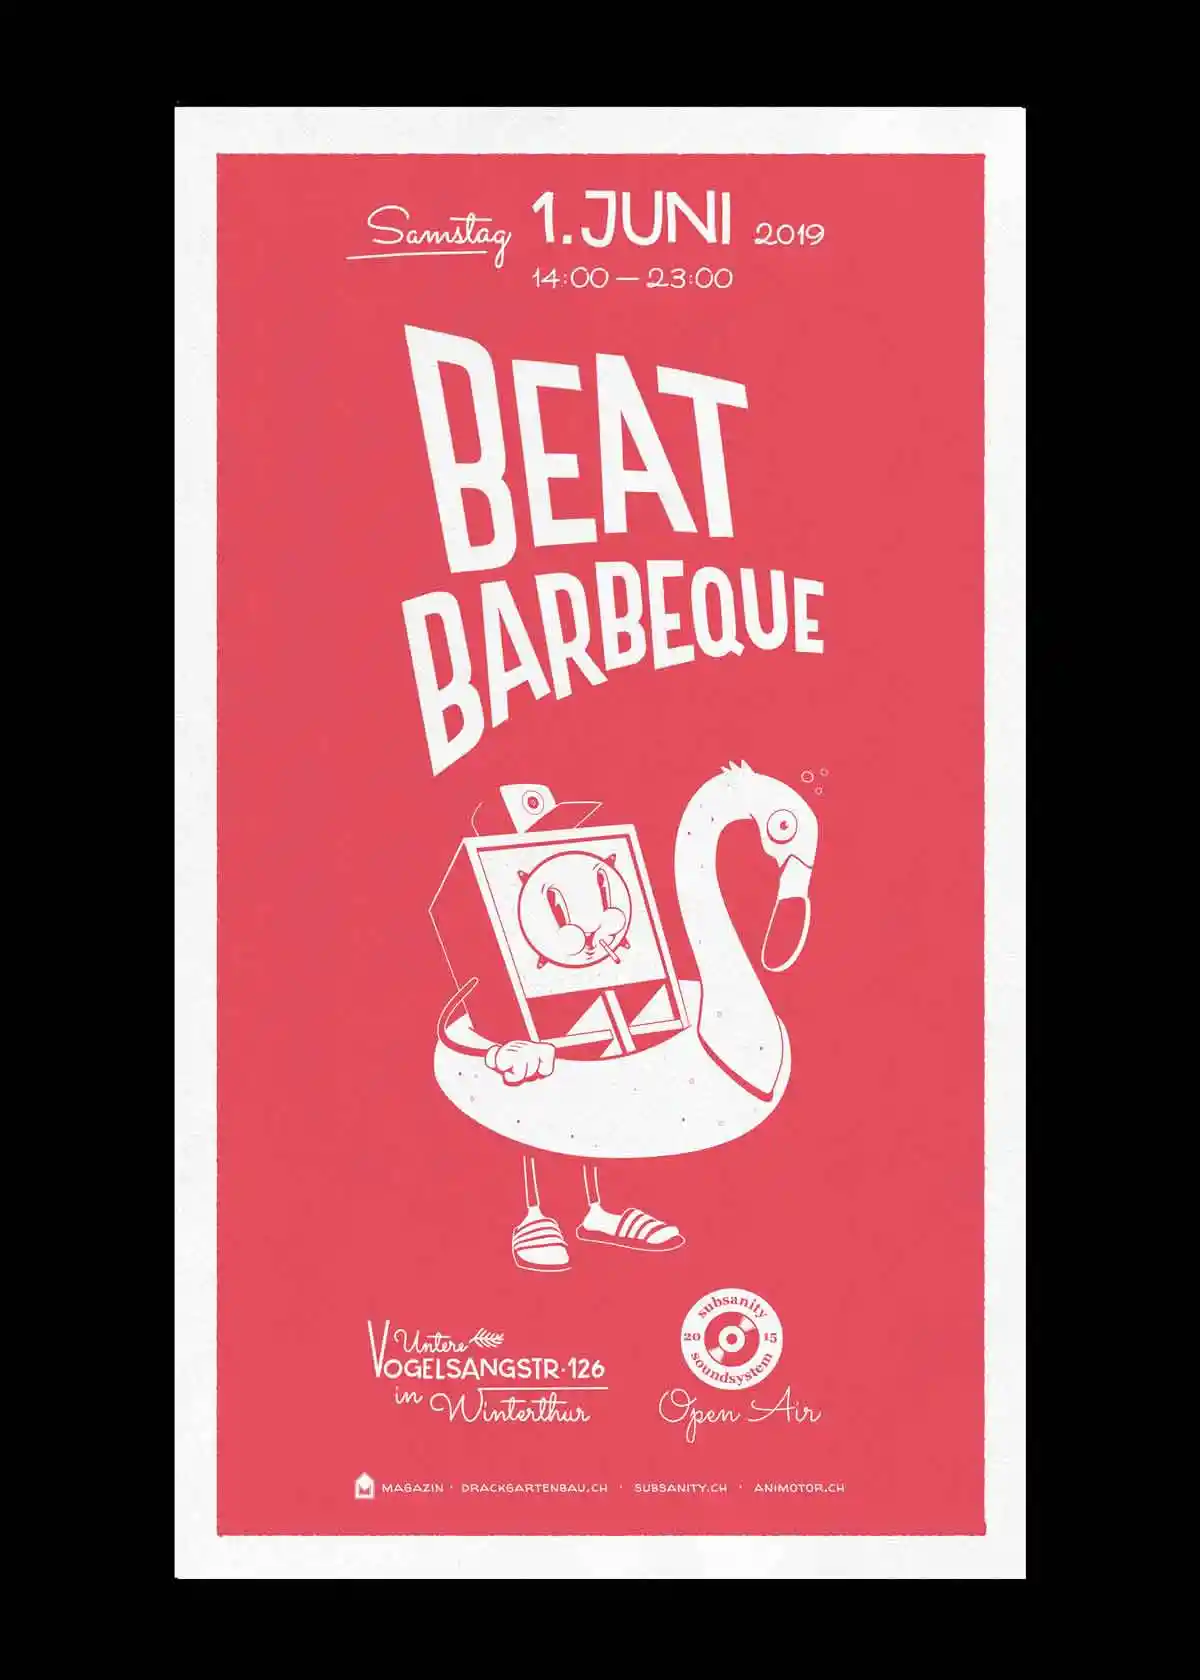 Samstag 1. JUNI 2019
14:00 — 23:00
BEAT
BARBEQUE
Untere
VOGELSANGSTR·126
in Winterthur
subsanity
20 15
soundsystem
Open Air
MAGAZIN · DRACKGARTENBAU.CH · SUBSANITY.CH · ANIMOTOR.CH